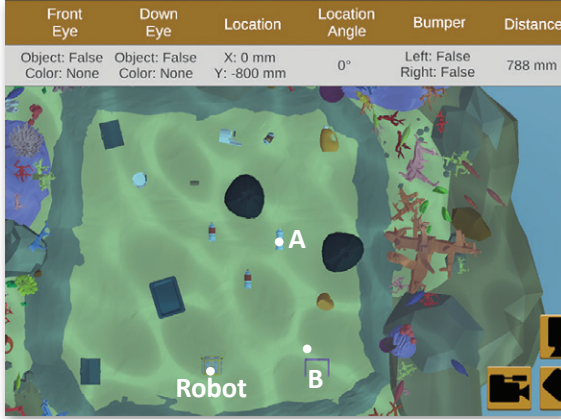 Front Eye
Down Eye
Location
Location Angle
Bumper
Distance
Object: False
Color: None
Object: False
Color: None
X: 0 mm
Y: -800 mm
0°
Left: False
Right: False
788 mm
A
B
Robot